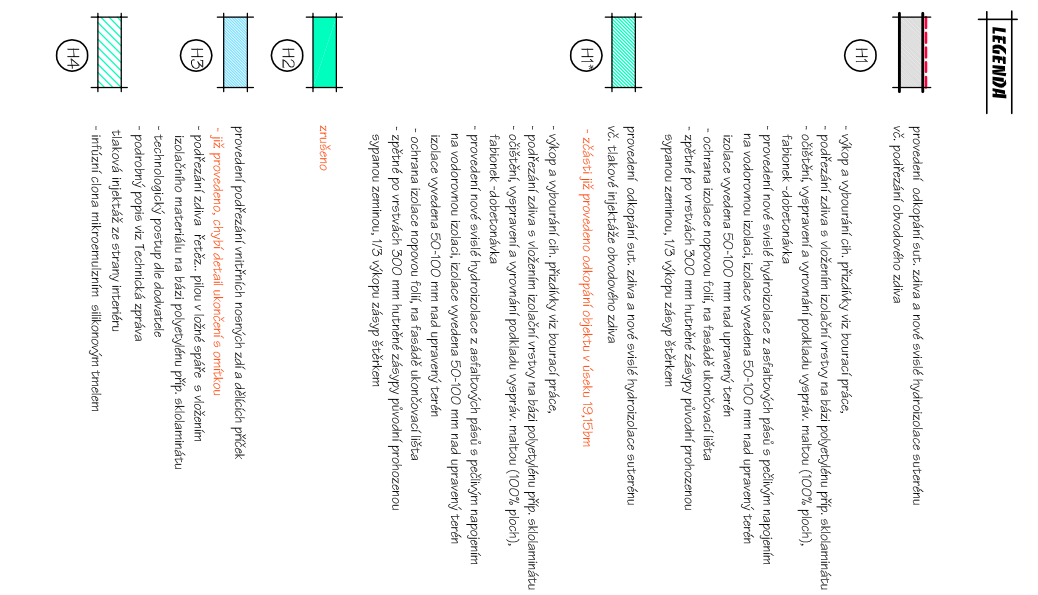 LEGENDA
H1
provedení odkopání sut. zdiva a nové svislé hydroizolace suterénu
vč. podřezání obvodového zdiva
- výkop a vybourání cih. přizdívky viz bourací práce,
- podřezání zdiva s vložením izolační vrstvy na bázi polyetylénu příp. sklolaminátu
- očištění, vyspravení a vyrovnání podkladu vyspráv. maltou (100% ploch),
fabionek -dobetonávka
- provedení nové svislé hydroizolace z asfaltových pásů s pečlivým napojením
na vodorovnou izolaci, izolace vyvedena 50-100 mm nad upravený terén
izolace vyvedena 50-100 mm nad upravený terén
- ochrana izolace nopovou folií, na fasádě ukončovací lišta
- zpětné po vrstvách 300 mm hutněné zásypy původní prohozenou
sypanou zeminou, 1/3 výkopu zásyp štěrkem
H1*
provedení odkopání sut. zdiva a nové svislé hydroizolace suterénu
vč. tlakové injektáže obvodového zdiva
- zčásti již provedeno odkopání objektu v úseku 19,15bm
- výkop a vybourání cih. přizdívky viz bourací práce,
- podřezání zdiva s vložením izolační vrstvy na bázi polyetylénu příp. sklolaminátu
- očištění, vyspravení a vyrovnání podkladu vyspráv. maltou (100% ploch),
fabionek -dobetonávka
- provedení nové svislé hydroizolace z asfaltových pásů s pečlivým napojením
na vodorovnou izolaci, izolace vyvedena 50-100 mm nad upravený terén
izolace vyvedena 50-100 mm nad upravený terén
- ochrana izolace nopovou folií, na fasádě ukončovací lišta
- zpětné po vrstvách 300 mm hutněné zásypy původní prohozenou
sypanou zeminou, 1/3 výkopu zásyp štěrkem
H2
zrušeno
H3
provedení podřezání vnitřních nosných zdí a dělících příček
- již provedeno, chybí detail ukončení s omítkou
- podřezání zdiva řetěz.. pilou v ložné spáře s vložením
izolačního materiálu na bázi polyetylénu příp. sklolaminátu
- technologický postup dle dodvatele
- podrobný popis viz Technická zpráva
H4
tlaková injektáž ze strany interiéru
- infúzní clona mikroemulzním silikonovým tmelem